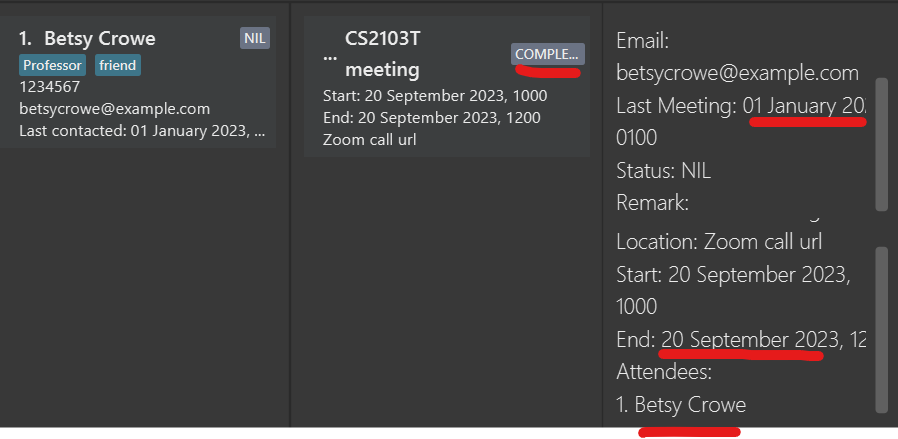 1. Betsy Crowe
NIL
Professor friend
1234567
betsycrowe@example.com
Last contacted: 01 January 2023, ...
... CS2103T
meeting
COMPLE...
Start: 20 September 2023, 1000
End: 20 September 2023, 1200
Zoom call url
Email:
betsycrowe@example.com
Last Meeting: 01 January 202
0100
Status: NIL
Remark:
Location: Zoom call url
Start: 20 September 2023,
1000
End: 20 September 2023, 12
Attendees:
1. Betsy Crowe